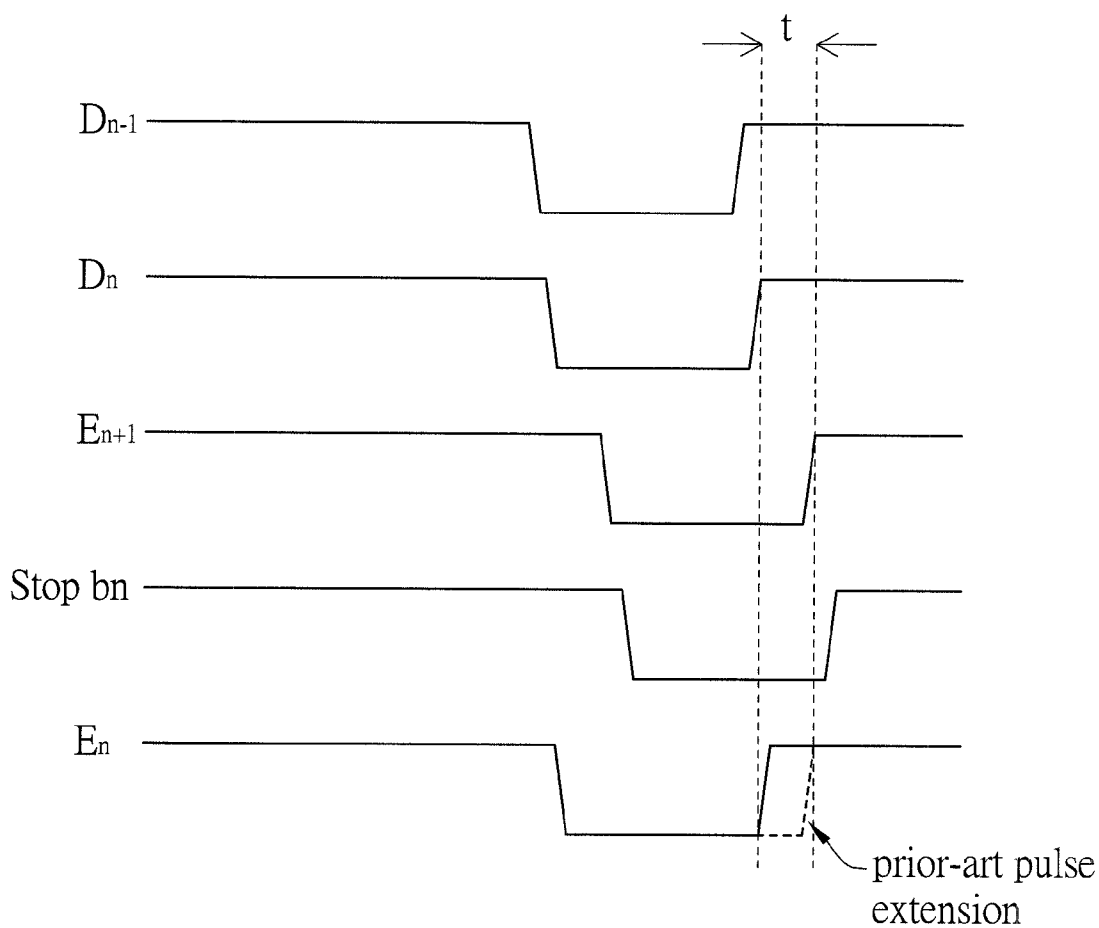 t
Dn-1
Dn
En+1
Stop bn
En
prior-art pulse
extension